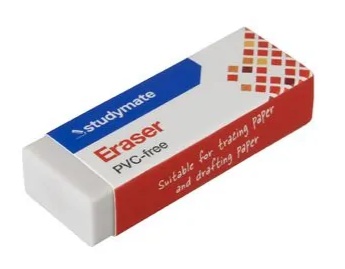 studymate
Eraser
PVC-free
Suitable for tracing paper
and drafting paper